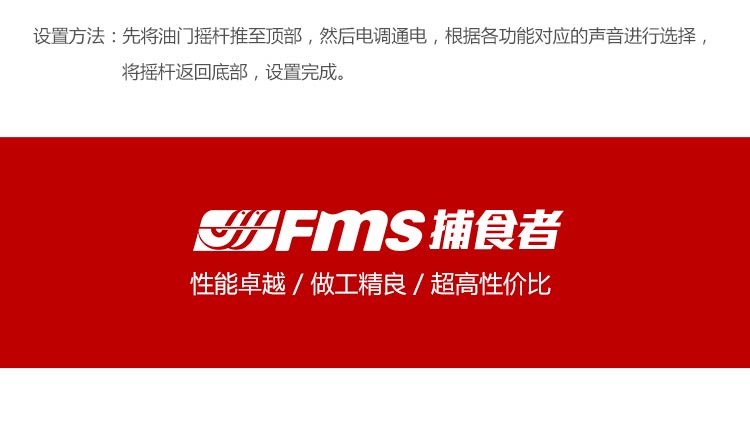 设置方法：先将油门摇杆推至顶部，然后电调通电，根据各功能对应的声音进行选择，
将摇杆返回底部，设置完成。
FMS 捕食者
性能卓越 / 做工精良 / 超高性价比